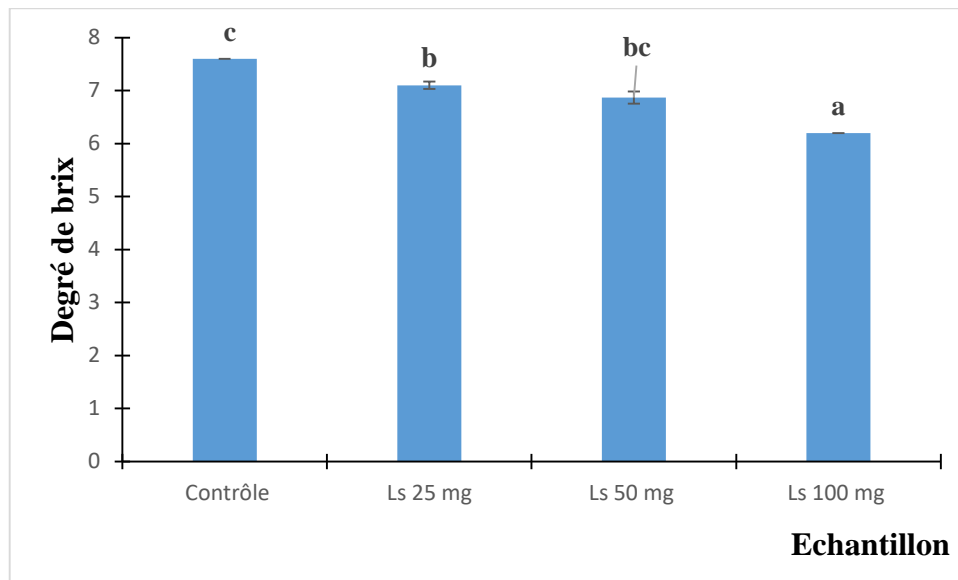 8
7
6
5
4
3
2
1
0
c
b
bc
a
Degré de brix
Contrôle
Ls 25 mg
Ls 50 mg
Ls 100 mg
Echantillon